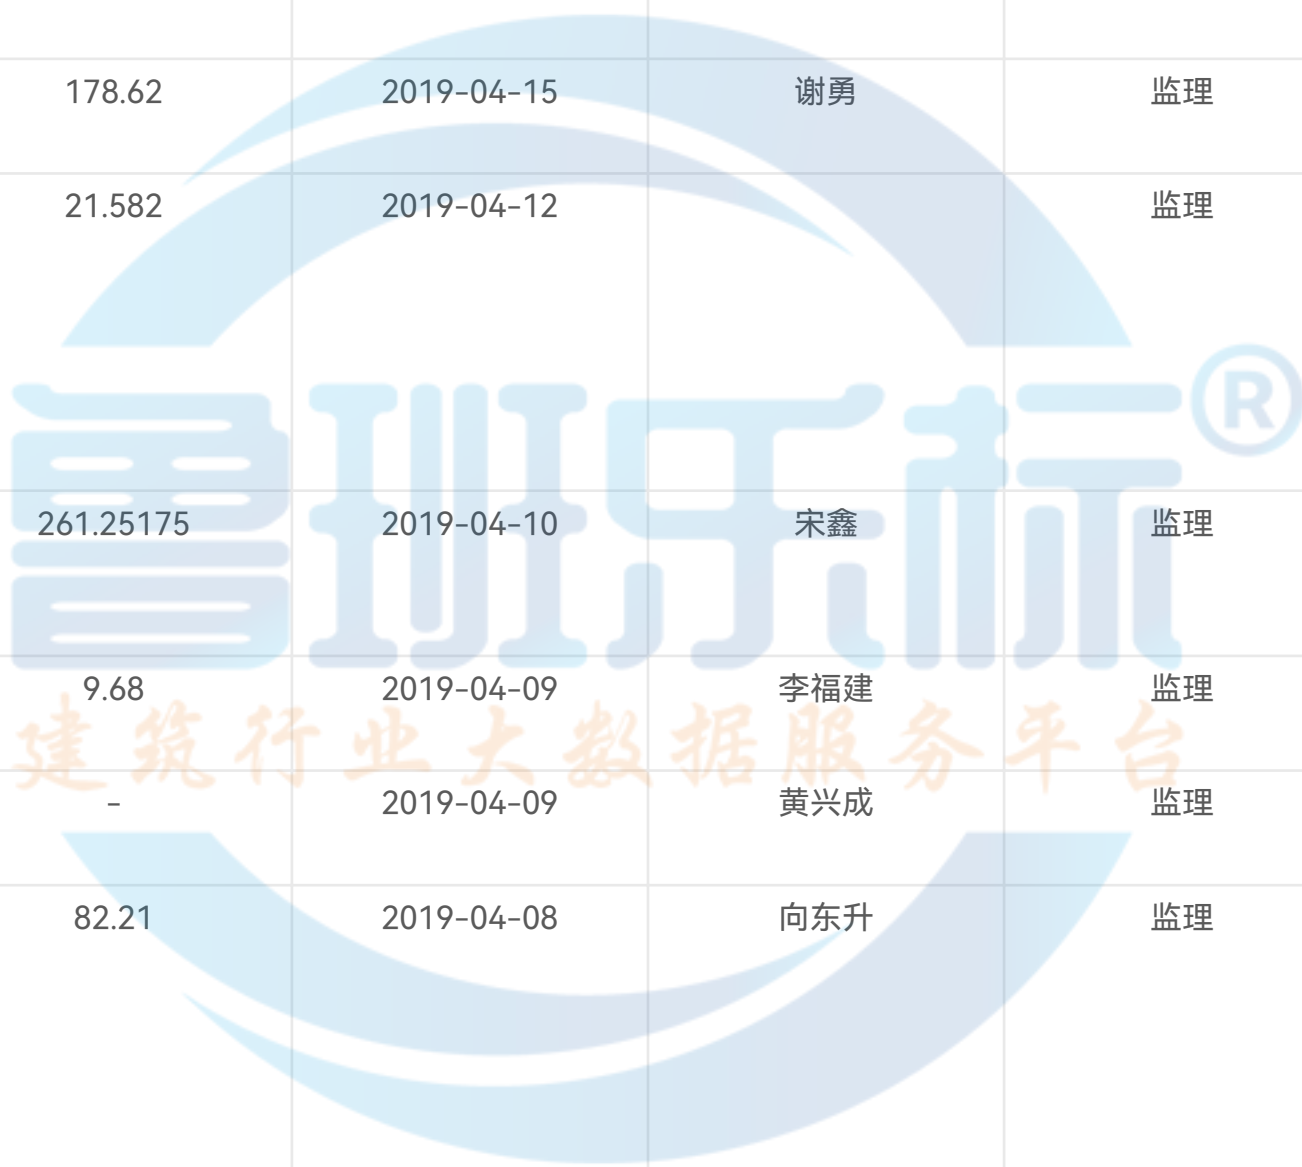 178.62 2019-04-15 谢勇 监理
21.582 2019-04-12 监理
鲁班乐标®
261.25175 2019-04-10 宋鑫 监理
9.68 2019-04-09 李福建 监理
建筑行业大数据服务平台
- 2019-04-09 黄兴成 监理
82.21 2019-04-08 向东升 监理